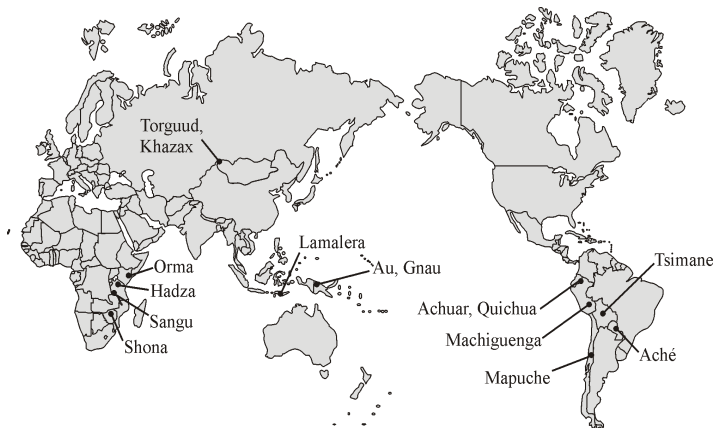 Torguud,
Khazax
Lamalera
Tsimane
Orma
Au, Gnau
Hadza
Achuar, Quichua
Sangu
Machiguenga
Shona
Aché
Mapuche